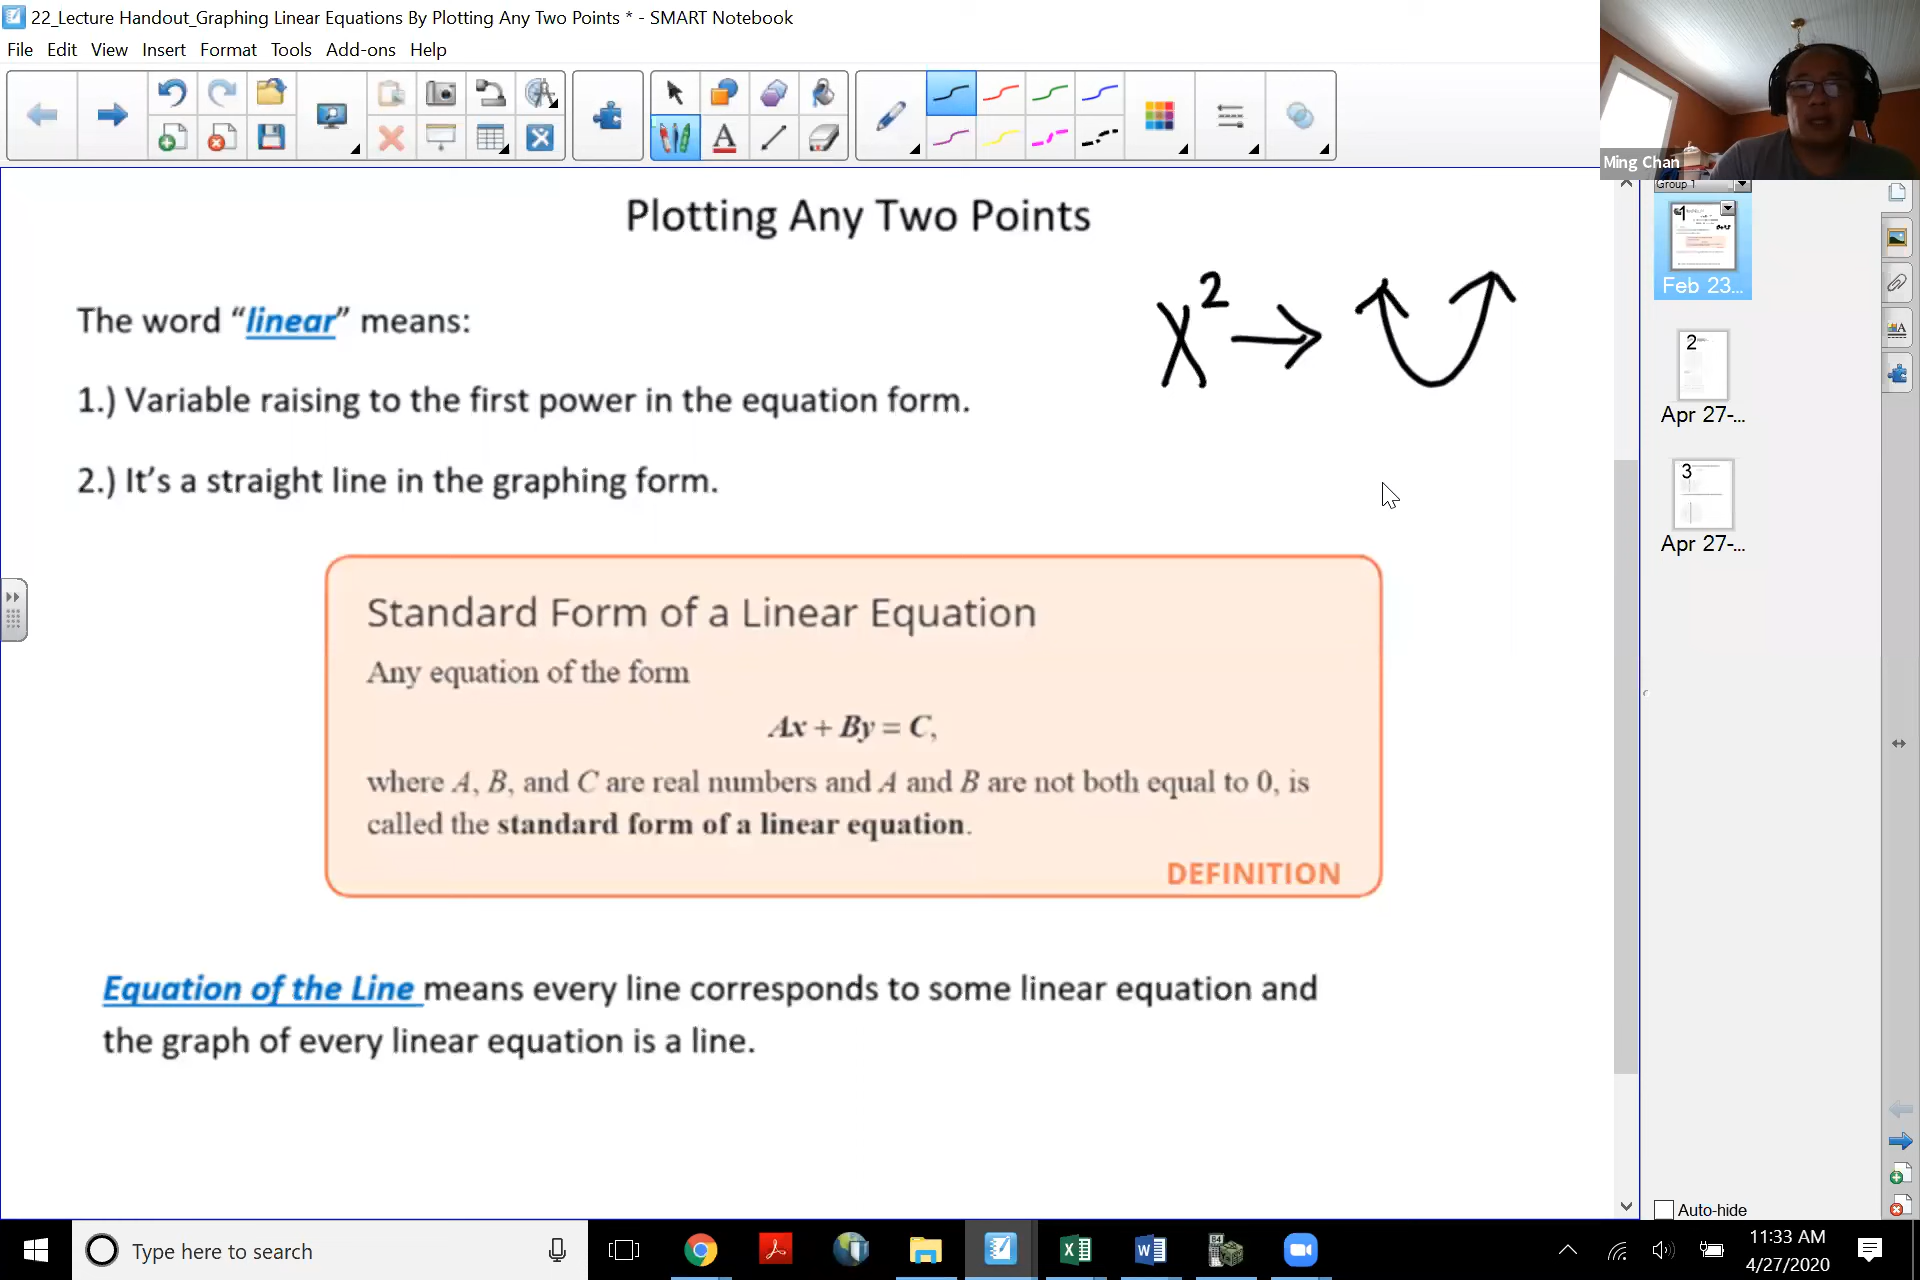 22_Lecture Handout_Graphing Linear Equations By Plotting Any Two Points * - SMART Notebook
File Edit View Insert Format Tools Add-ons Help
Ming Chan
Group 1
Plotting Any Two Points
The word “linear” means:
x² → 
1.) Variable raising to the first power in the equation form.
2.) It’s a straight line in the graphing form.
Standard Form of a Linear Equation
Any equation of the form
Ax + By = C,
where A, B, and C are real numbers and A and B are not both equal to 0, is
called the standard form of a linear equation.
DEFINITION
Equation of the Line means every line corresponds to some linear equation and
the graph of every linear equation is a line.
1
Feb 23...
2
Apr 27-...
3
Apr 27-...
Auto-hide
Type here to search
11:33 AM
4/27/2020